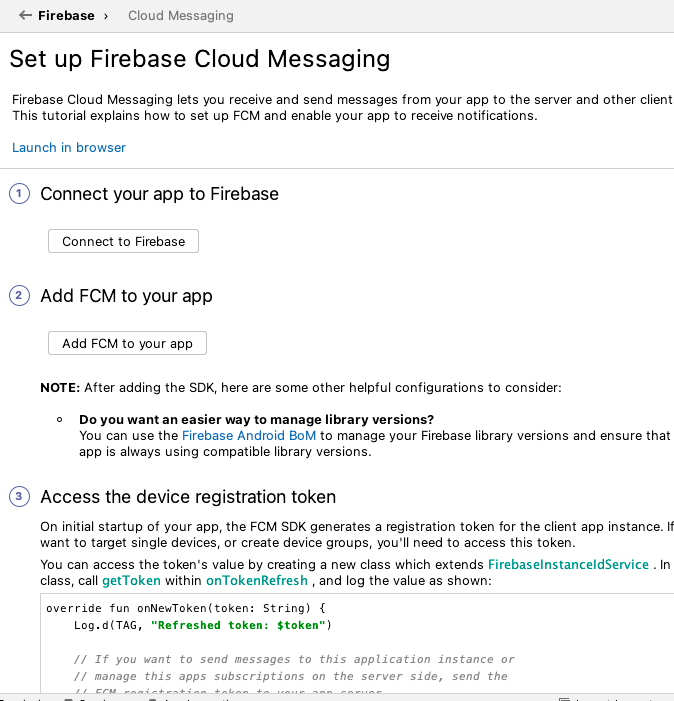 ← Firebase › Cloud Messaging
Set up Firebase Cloud Messaging
Firebase Cloud Messaging lets you receive and send messages from your app to the server and other client
This tutorial explains how to set up FCM and enable your app to receive notifications.
Launch in browser
1 Connect your app to Firebase
Connect to Firebase
2 Add FCM to your app
Add FCM to your app
NOTE: After adding the SDK, here are some other helpful configurations to consider:
Do you want an easier way to manage library versions?
You can use the Firebase Android BoM to manage your Firebase library versions and ensure that
app is always using compatible library versions.
3 Access the device registration token
On initial startup of your app, the FCM SDK generates a registration token for the client app instance. If
want to target single devices, or create device groups, you'll need to access this token.
You can access the token's value by creating a new class which extends FirebaseInstanceIdService . In
class, call getToken within onTokenRefresh , and log the value as shown:
override fun onNewToken(token: String) {
Log.d(TAG, "Refreshed token: $token")
// If you want to send messages to this application instance or
// manage this apps subscriptions on the server side, send the
// FCM registration token to your app server.